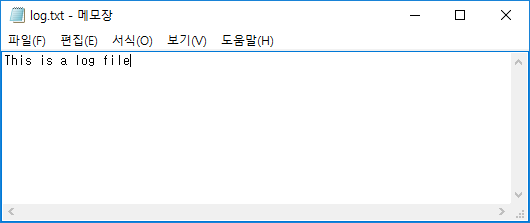 log.txt - 메모장
파일(F) 편집(E) 서식(O) 보기(V) 도움말(H)
This is a log file